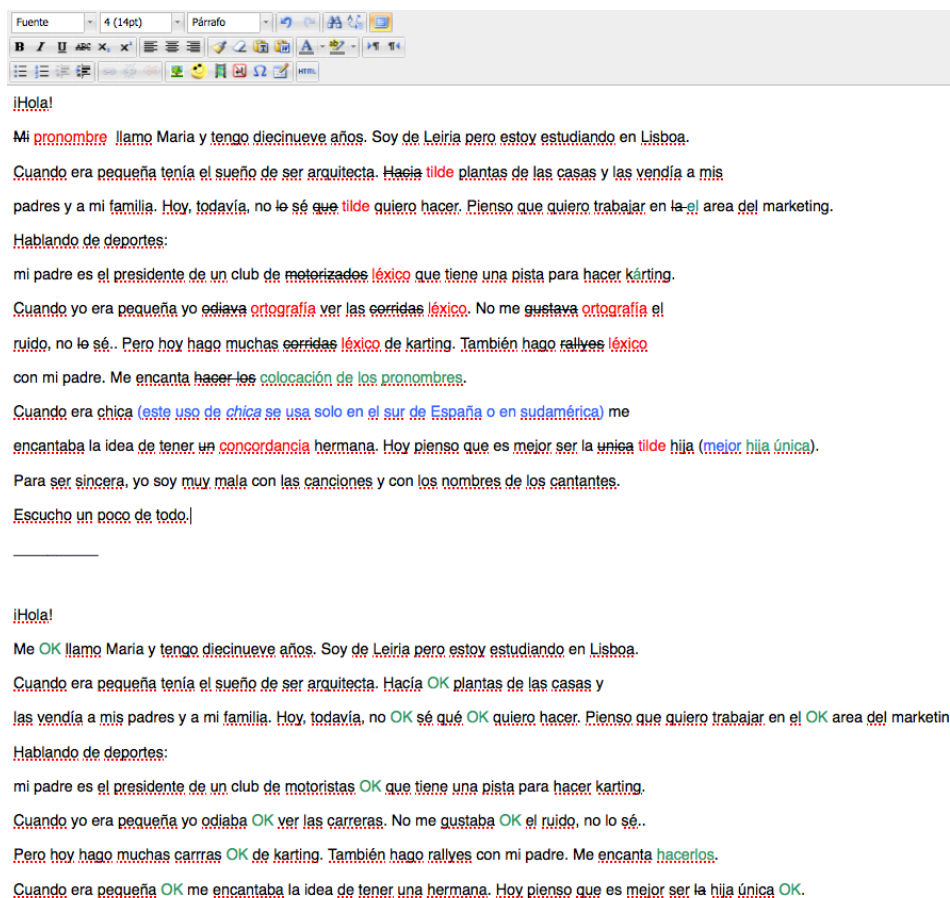 Fuente 4 (14pt) Párrafo
B I U ABC X, x² A ab
Ω HTML
¡Hola!
Mi pronombre llamo Maria y tengo diecinueve años. Soy de Leiria pero estoy estudiando en Lisboa.
Cuando era pequeña tenía el sueño de ser arquitecta. Hacia tilde plantas de las casas y las vendía a mis
padres y a mi familia. Hoy, todavía, no lo sé que tilde quiero hacer. Pienso que quiero trabajar en la el area del marketing.
Hablando de deportes:
mi padre es el presidente de un club de motorizados léxico que tiene una pista para hacer kárting.
Cuando yo era pequeña yo odiava ortografía ver las corridas léxico. No me gustava ortografía el
ruido, no lo sé.. Pero hoy hago muchas corridas léxico de karting. También hago rallyes léxico
con mi padre. Me encanta hacer los colocación de los pronombres.
Cuando era chica (este uso de chica se usa solo en el sur de España o en sudamérica) me
encantaba la idea de tener un concordancia hermana. Hoy pienso que es mejor ser la unica tilde hija (mejor hija única).
Para ser sincera, yo soy muy mala con las canciones y con los nombres de los cantantes.
Escucho un poco de todo.
¡Hola!
Me OK llamo Maria y tengo diecinueve años. Soy de Leiria pero estoy estudiando en Lisboa.
Cuando era pequeña tenía el sueño de ser arquitecta. Hacía OK plantas de las casas y
las vendía a mis padres y a mi familia. Hoy, todavía, no OK sé qué OK quiero hacer. Pienso que quiero trabajar en el OK area del marketin
Hablando de deportes:
mi padre es el presidente de un club de motoristas OK que tiene una pista para hacer karting.
Cuando yo era pequeña yo odiaba OK ver las carreras. No me gustaba OK el ruido, no lo sé..
Pero hoy hago muchas carrras OK de karting. También hago rallyes con mi padre. Me encanta hacerlos.
Cuando era pequeña OK me encantaba la idea de tener una hermana. Hoy pienso que es mejor ser la hija única OK.